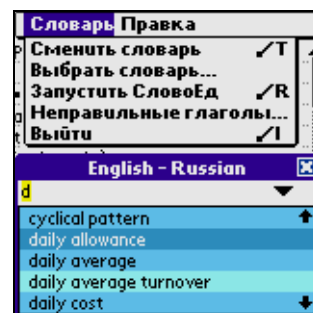 Словарь Правка
Сменить словарь /T
Выбрать словарь...
Запустить СловоЕд /R
Неправильные глаголы...
Выйти /I
English - Russian
d
cyclical pattern
daily allowance
daily average
daily average turnover
daily cost